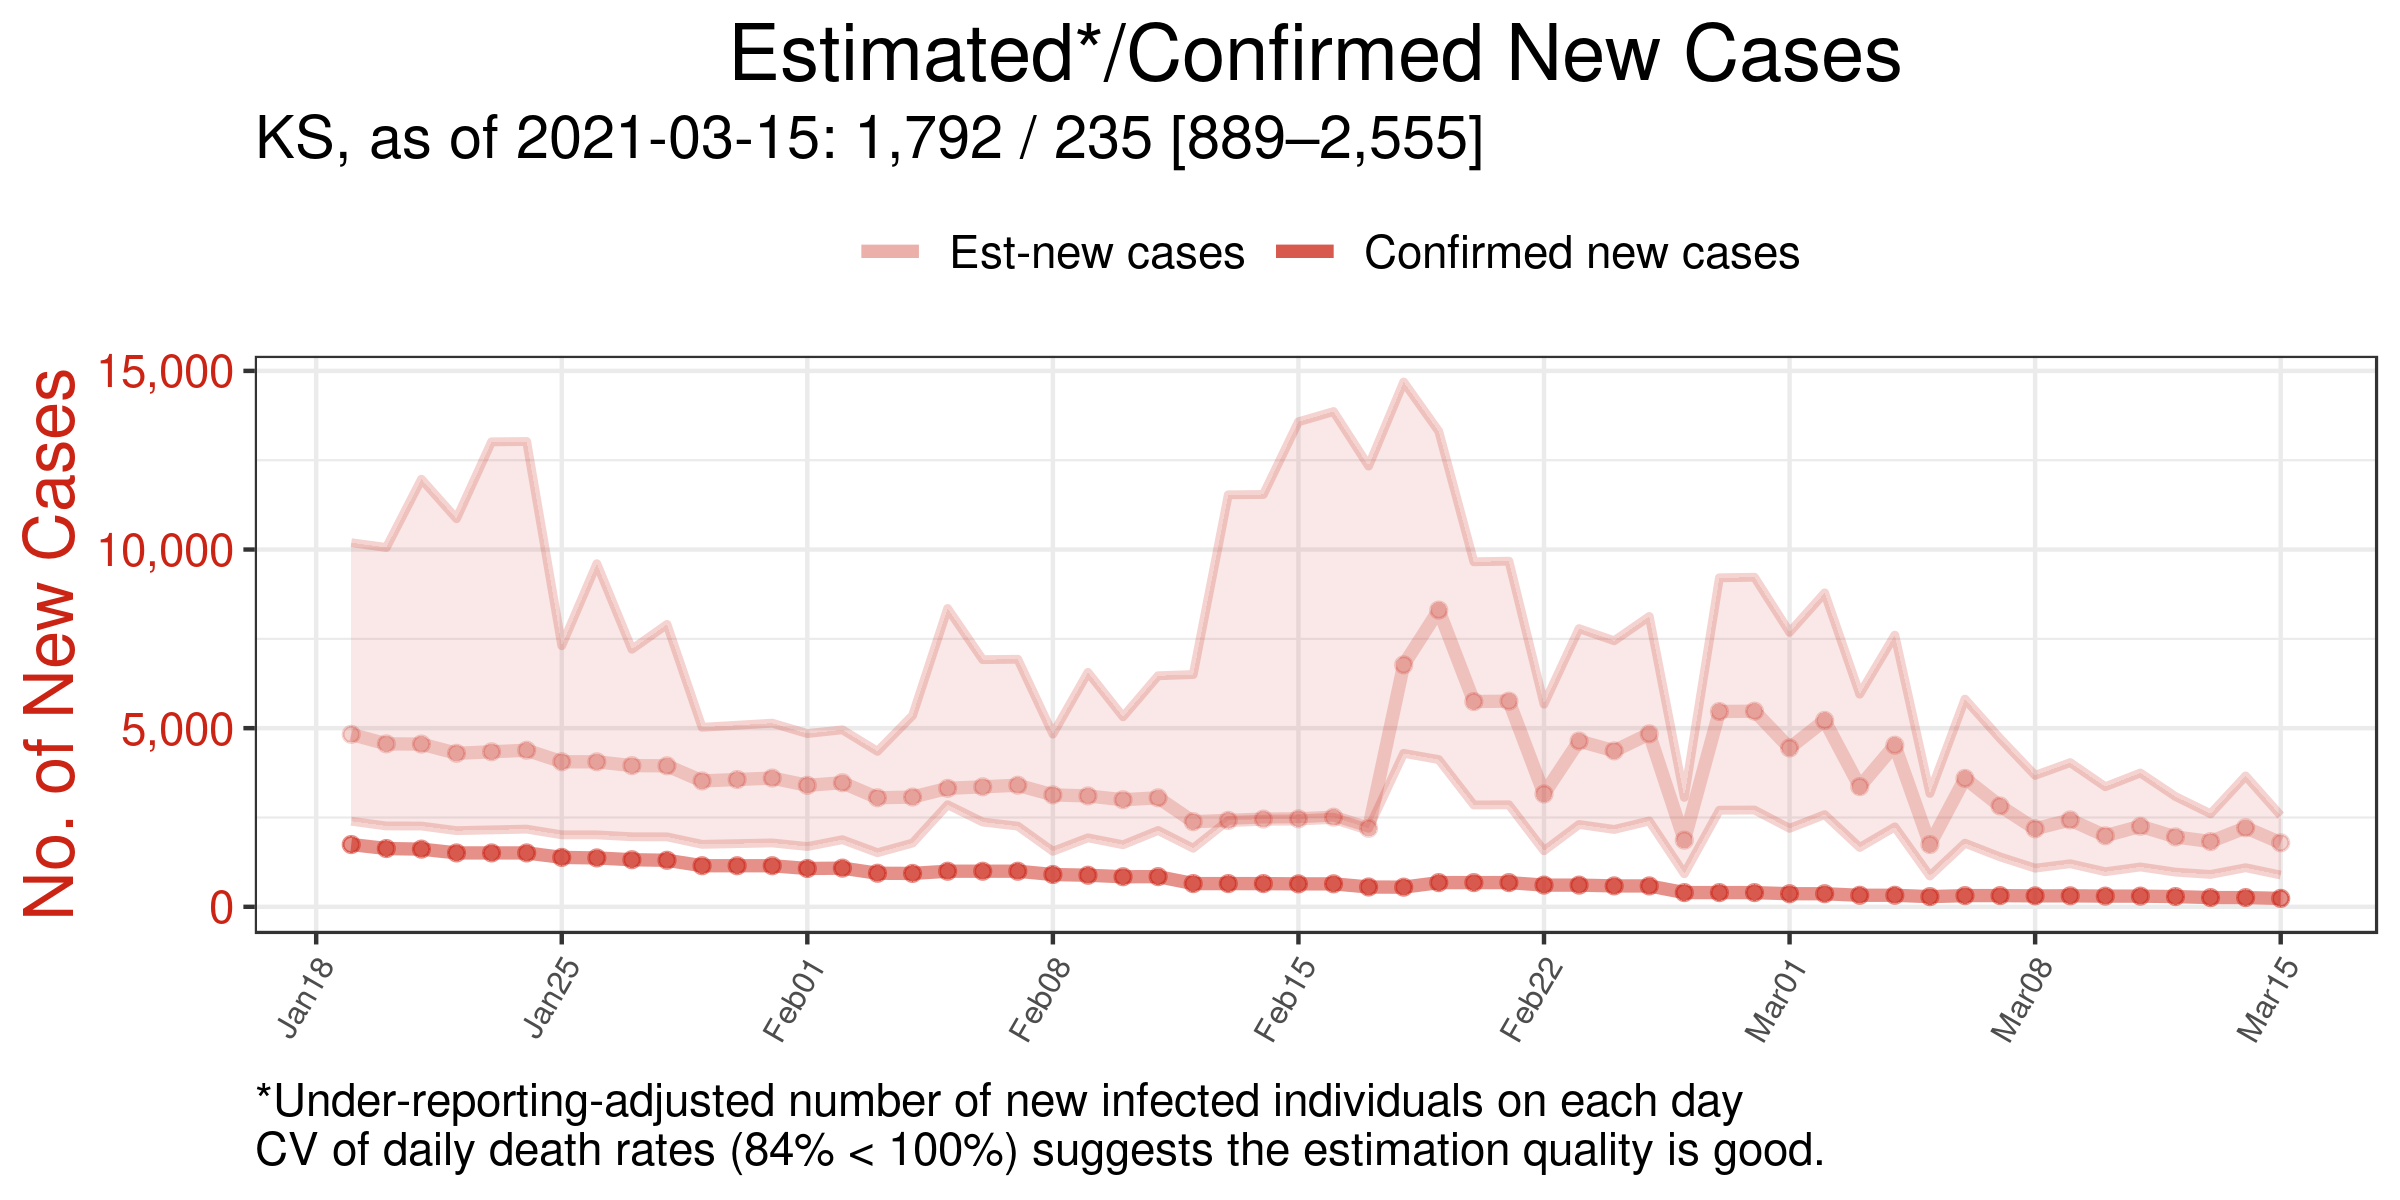 Estimated*/Confirmed New Cases
KS, as of 2021-03-15: 1,792 / 235 [889–2,555]
Est-new cases Confirmed new cases
No. of New Cases
15,000
10,000
5,000
0
Jan18 Jan25 Feb01 Feb08 Feb15 Feb22 Mar01 Mar08 Mar15
*Under-reporting-adjusted number of new infected individuals on each day
CV of daily death rates (84% < 100%) suggests the estimation quality is good.